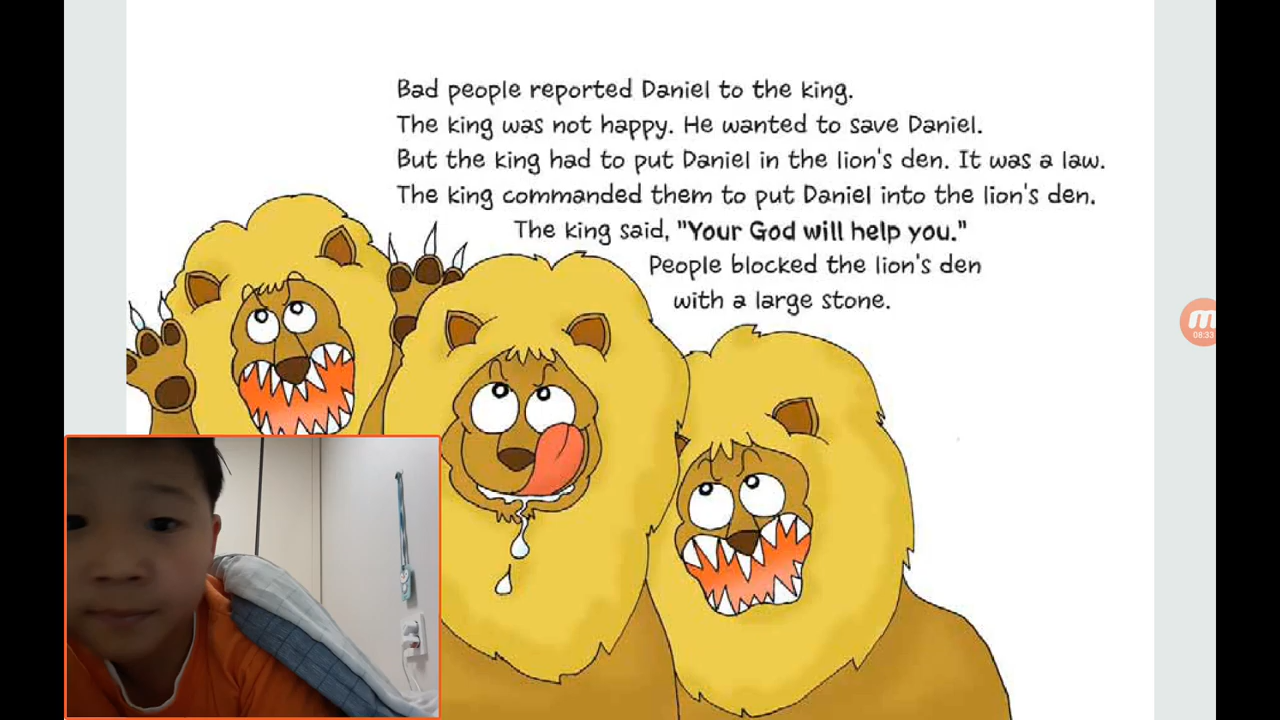 Bad people reported Daniel to the king.
The king was not happy. He wanted to save Daniel.
But the king had to put Daniel in the lion's den. It was a law.
The king commanded them to put Daniel into the lion's den.
The king said, "Your God will help you."
People blocked the lion's den
with a large stone.
08:33